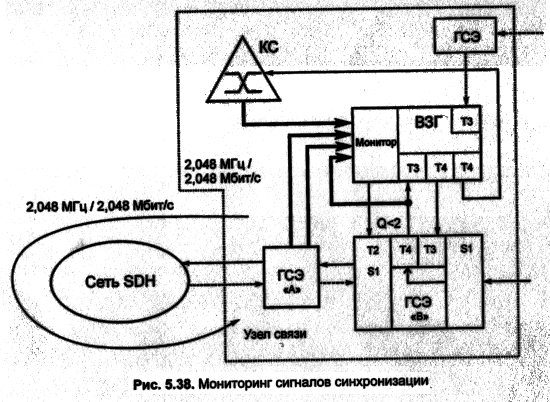 КС
ГСЭ
ВЗГ
Т3
Монитор
Т3
Т4
Т4
2,048 МГц /
2,048 Мбит/с
2,048 МГц / 2,048 Мбит/с
Q<2
Т2
Т4
Т3
S1
S1
ГСЭ
«А»
ГСЭ
«В»
Сеть SDH
Узел связи
Рис. 5.38. Мониторинг сигналов синхронизации